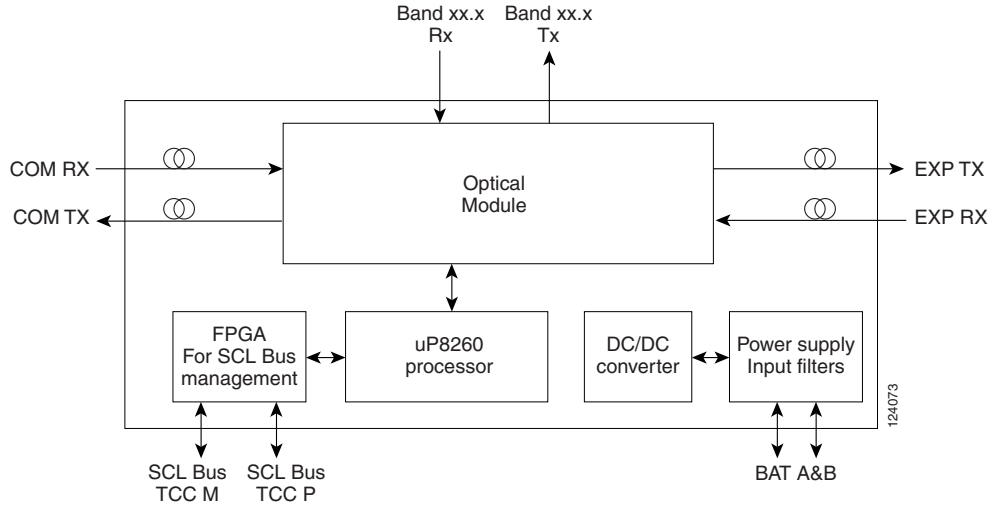 Band xx.x
Rx
Band xx.x
Tx
COM RX
COM TX
Optical
Module
EXP TX
EXP RX
FPGA
For SCL Bus
management
uP8260
processor
DC/DC
converter
Power supply
Input filters
124073
SCL Bus
TCC M
SCL Bus
TCC P
BAT A&B